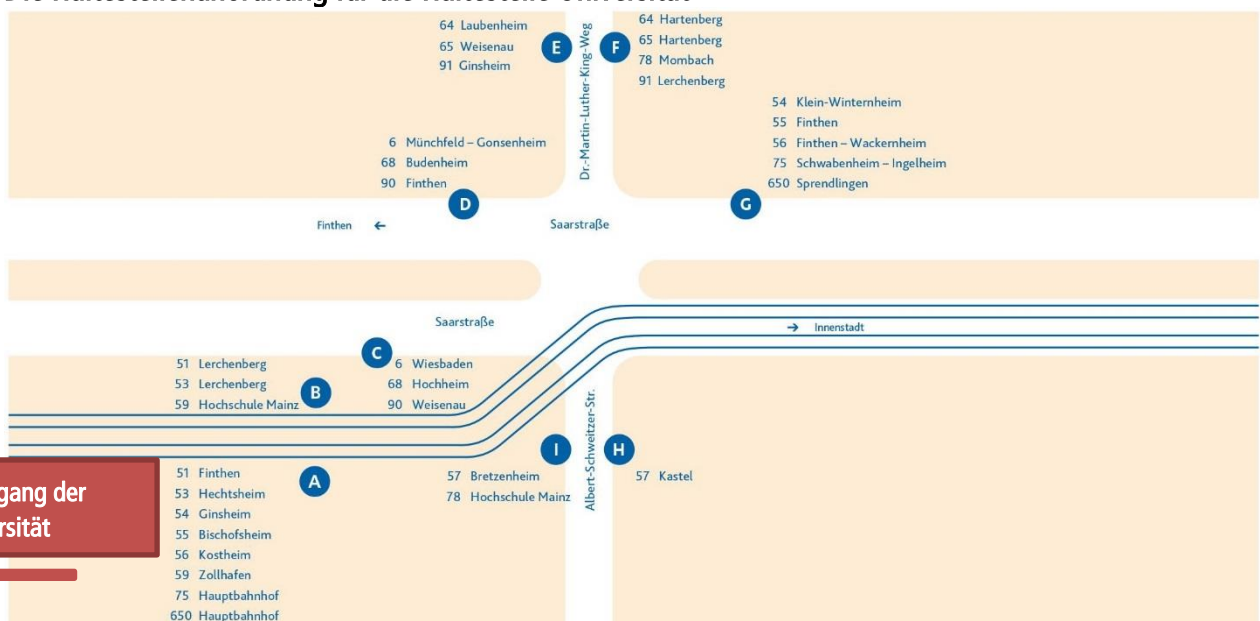 64 Laubenheim
65 Weisenau
91 Ginsheim
E
Dr.-Martin-Luther-King-Weg
F
64 Hartenberg
65 Hartenberg
78 Mombach
91 Lerchenberg
54 Klein-Winternheim
55 Finthen
56 Finthen – Wackernheim
75 Schwabenheim – Ingelheim
650 Sprendlingen
6 Münchfeld – Gonsenheim
68 Budenheim
90 Finthen
D
G
Finthen ←
Saarstraße
Saarstraße
→ Innenstadt
C
51 Lerchenberg
53 Lerchenberg
59 Hochschule Mainz
B
6 Wiesbaden
68 Hochheim
90 Weisenau
Albert-Schweitzer-Str.
I
H
57 Bretzenheim
78 Hochschule Mainz
57 Kastel
A
51 Finthen
53 Hechtsheim
54 Ginsheim
55 Bischofsheim
56 Kostheim
59 Zollhafen
75 Hauptbahnhof
650 Hauptbahnhof
gang der
rsität